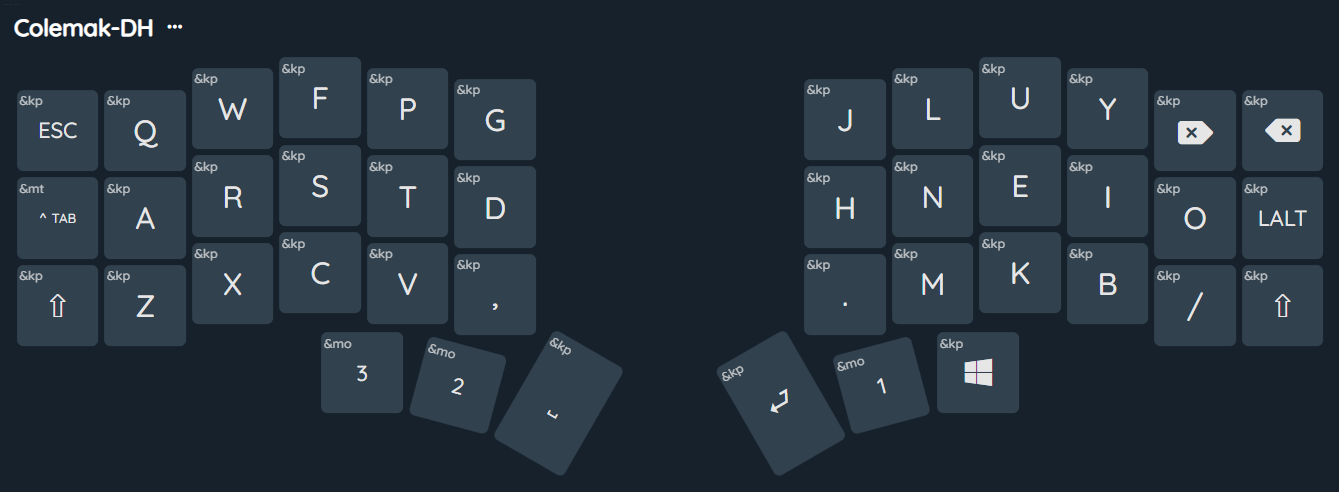 Colemak-DH ···
&kp &kp &kp &kp &kp &kp &kp &kp &kp &kp &kp &kp
ESC Q W F P G J L U Y
&mt &kp &kp &kp &kp &kp &kp &kp &kp &kp &kp &kp
^ TAB A R S T D H N E I O LALT
&kp &kp &kp &kp &kp &kp &kp &kp &kp &kp &kp &kp
⇧ Z X C V , . M K B / ⇧
&mo &mo &kp &kp &mo &kp
3 2 ⎵ ⏎ 1